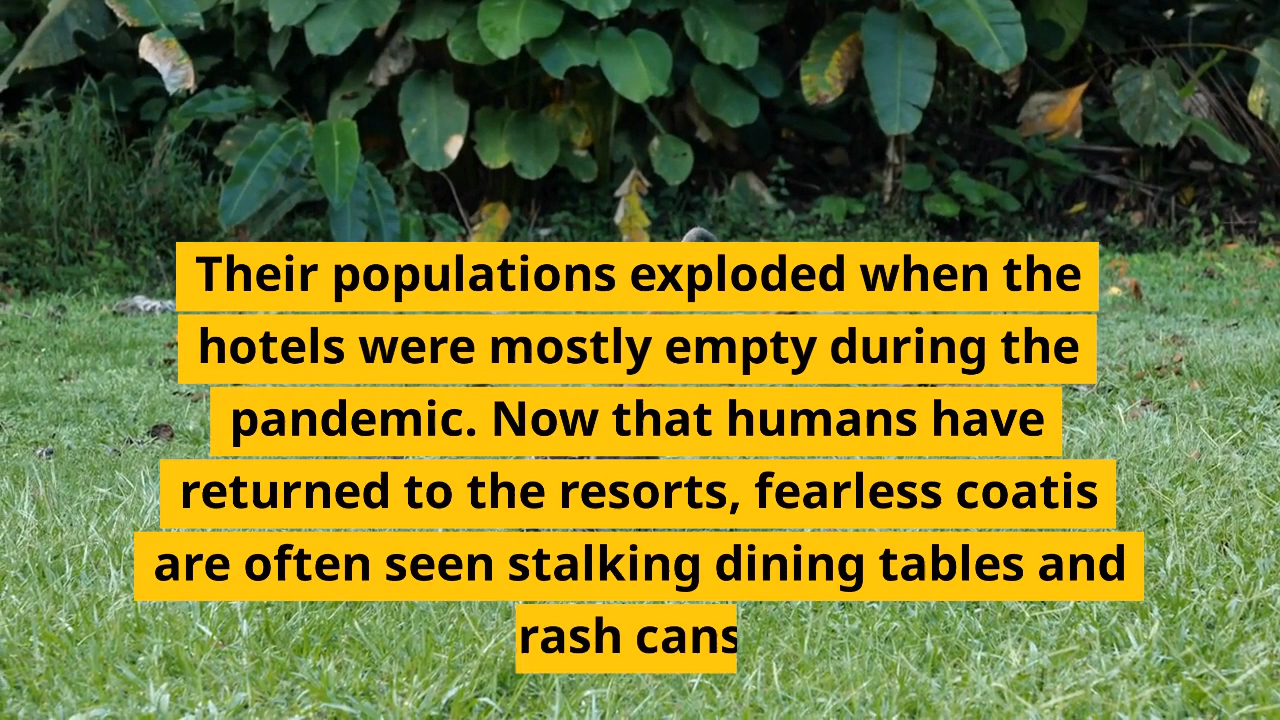 Their populations exploded when the
hotels were mostly empty during the
pandemic. Now that humans have
returned to the resorts, fearless coatis
are often seen stalking dining tables and
rash cans